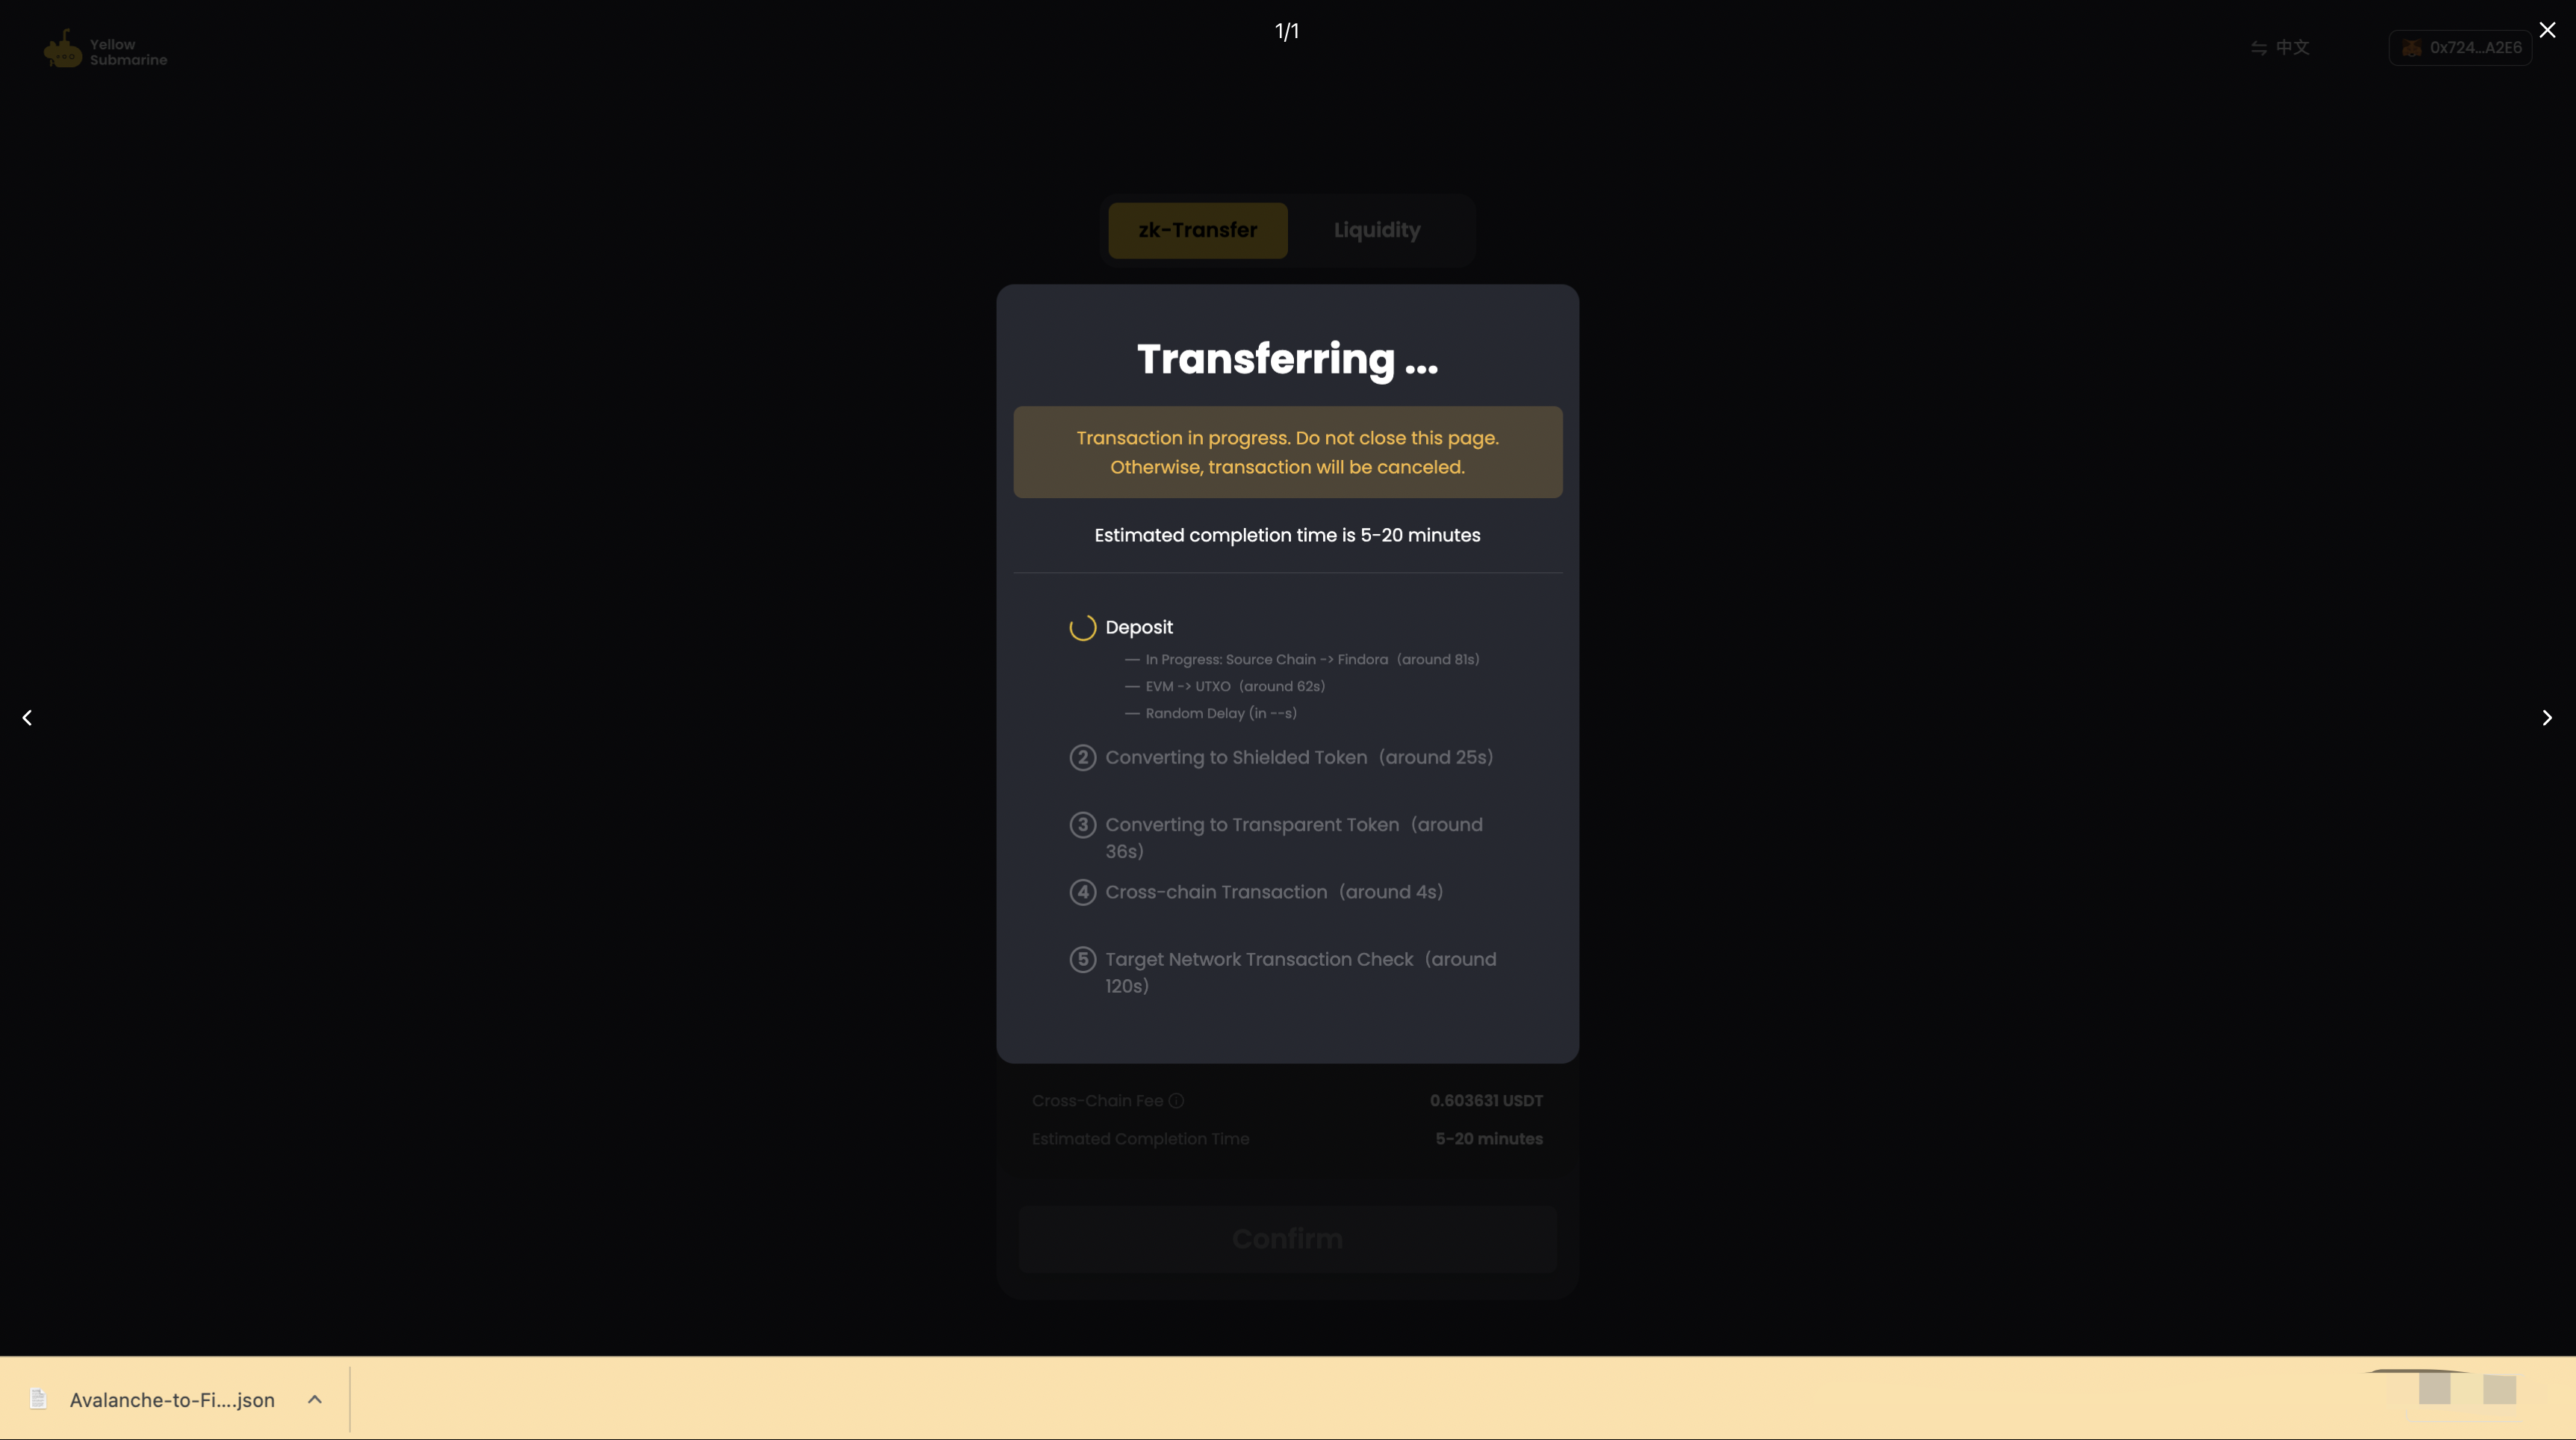 1/1
Yellow
Submarine
中文
0x724...A2E6
zk-Transfer
Liquidity
Transferring ...
Transaction in progress. Do not close this page.
Otherwise, transaction will be canceled.
Estimated completion time is 5-20 minutes
Deposit
— In Progress: Source Chain -> Findora (around 81s)
— EVM -> UTXO (around 62s)
— Random Delay (in --s)
2 Converting to Shielded Token (around 25s)
3 Converting to Transparent Token (around
36s)
4 Cross-chain Transaction (around 4s)
5 Target Network Transaction Check (around
120s)
Cross-Chain Fee 0.603631 USDT
Estimated Completion Time 5-20 minutes
Confirm
Avalanche-to-Fi....json